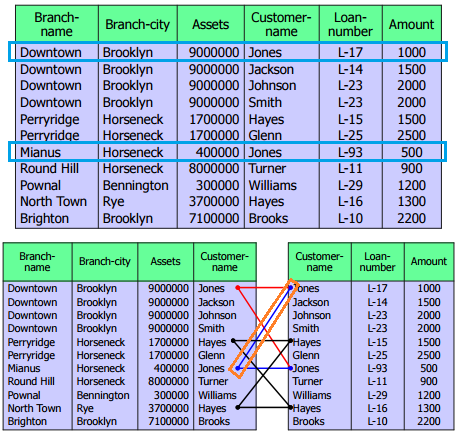 Branch-name Branch-city Assets Customer-name Loan-number Amount
Downtown Brooklyn 9000000 Jones L-17 1000
Downtown Brooklyn 9000000 Jackson L-14 1500
Downtown Brooklyn 9000000 Johnson L-23 2000
Downtown Brooklyn 9000000 Smith L-23 2000
Perryridge Horseneck 1700000 Hayes L-15 1500
Perryridge Horseneck 1700000 Glenn L-25 2500
Mianus Horseneck 400000 Jones L-93 500
Round Hill Horseneck 8000000 Turner L-11 900
Pownal Bennington 300000 Williams L-29 1200
North Town Rye 3700000 Hayes L-16 1300
Brighton Brooklyn 7100000 Brooks L-10 2200
Branch-name Branch-city Assets Customer-name Customer-name Loan-number Amount
Downtown Brooklyn 9000000 Jones Jones L-17 1000
Downtown Brooklyn 9000000 Jackson Jackson L-14 1500
Downtown Brooklyn 9000000 Johnson Johnson L-23 2000
Downtown Brooklyn 9000000 Smith Smith L-23 2000
Perryridge Horseneck 1700000 Hayes Hayes L-15 1500
Perryridge Horseneck 1700000 Glenn Glenn L-25 2500
Mianus Horseneck 400000 Jones Jones L-93 500
Round Hill Horseneck 8000000 Turner Turner L-11 900
Pownal Bennington 300000 Williams Williams L-29 1200
North Town Rye 3700000 Hayes Hayes L-16 1300
Brighton Brooklyn 7100000 Brooks Brooks L-10 2200